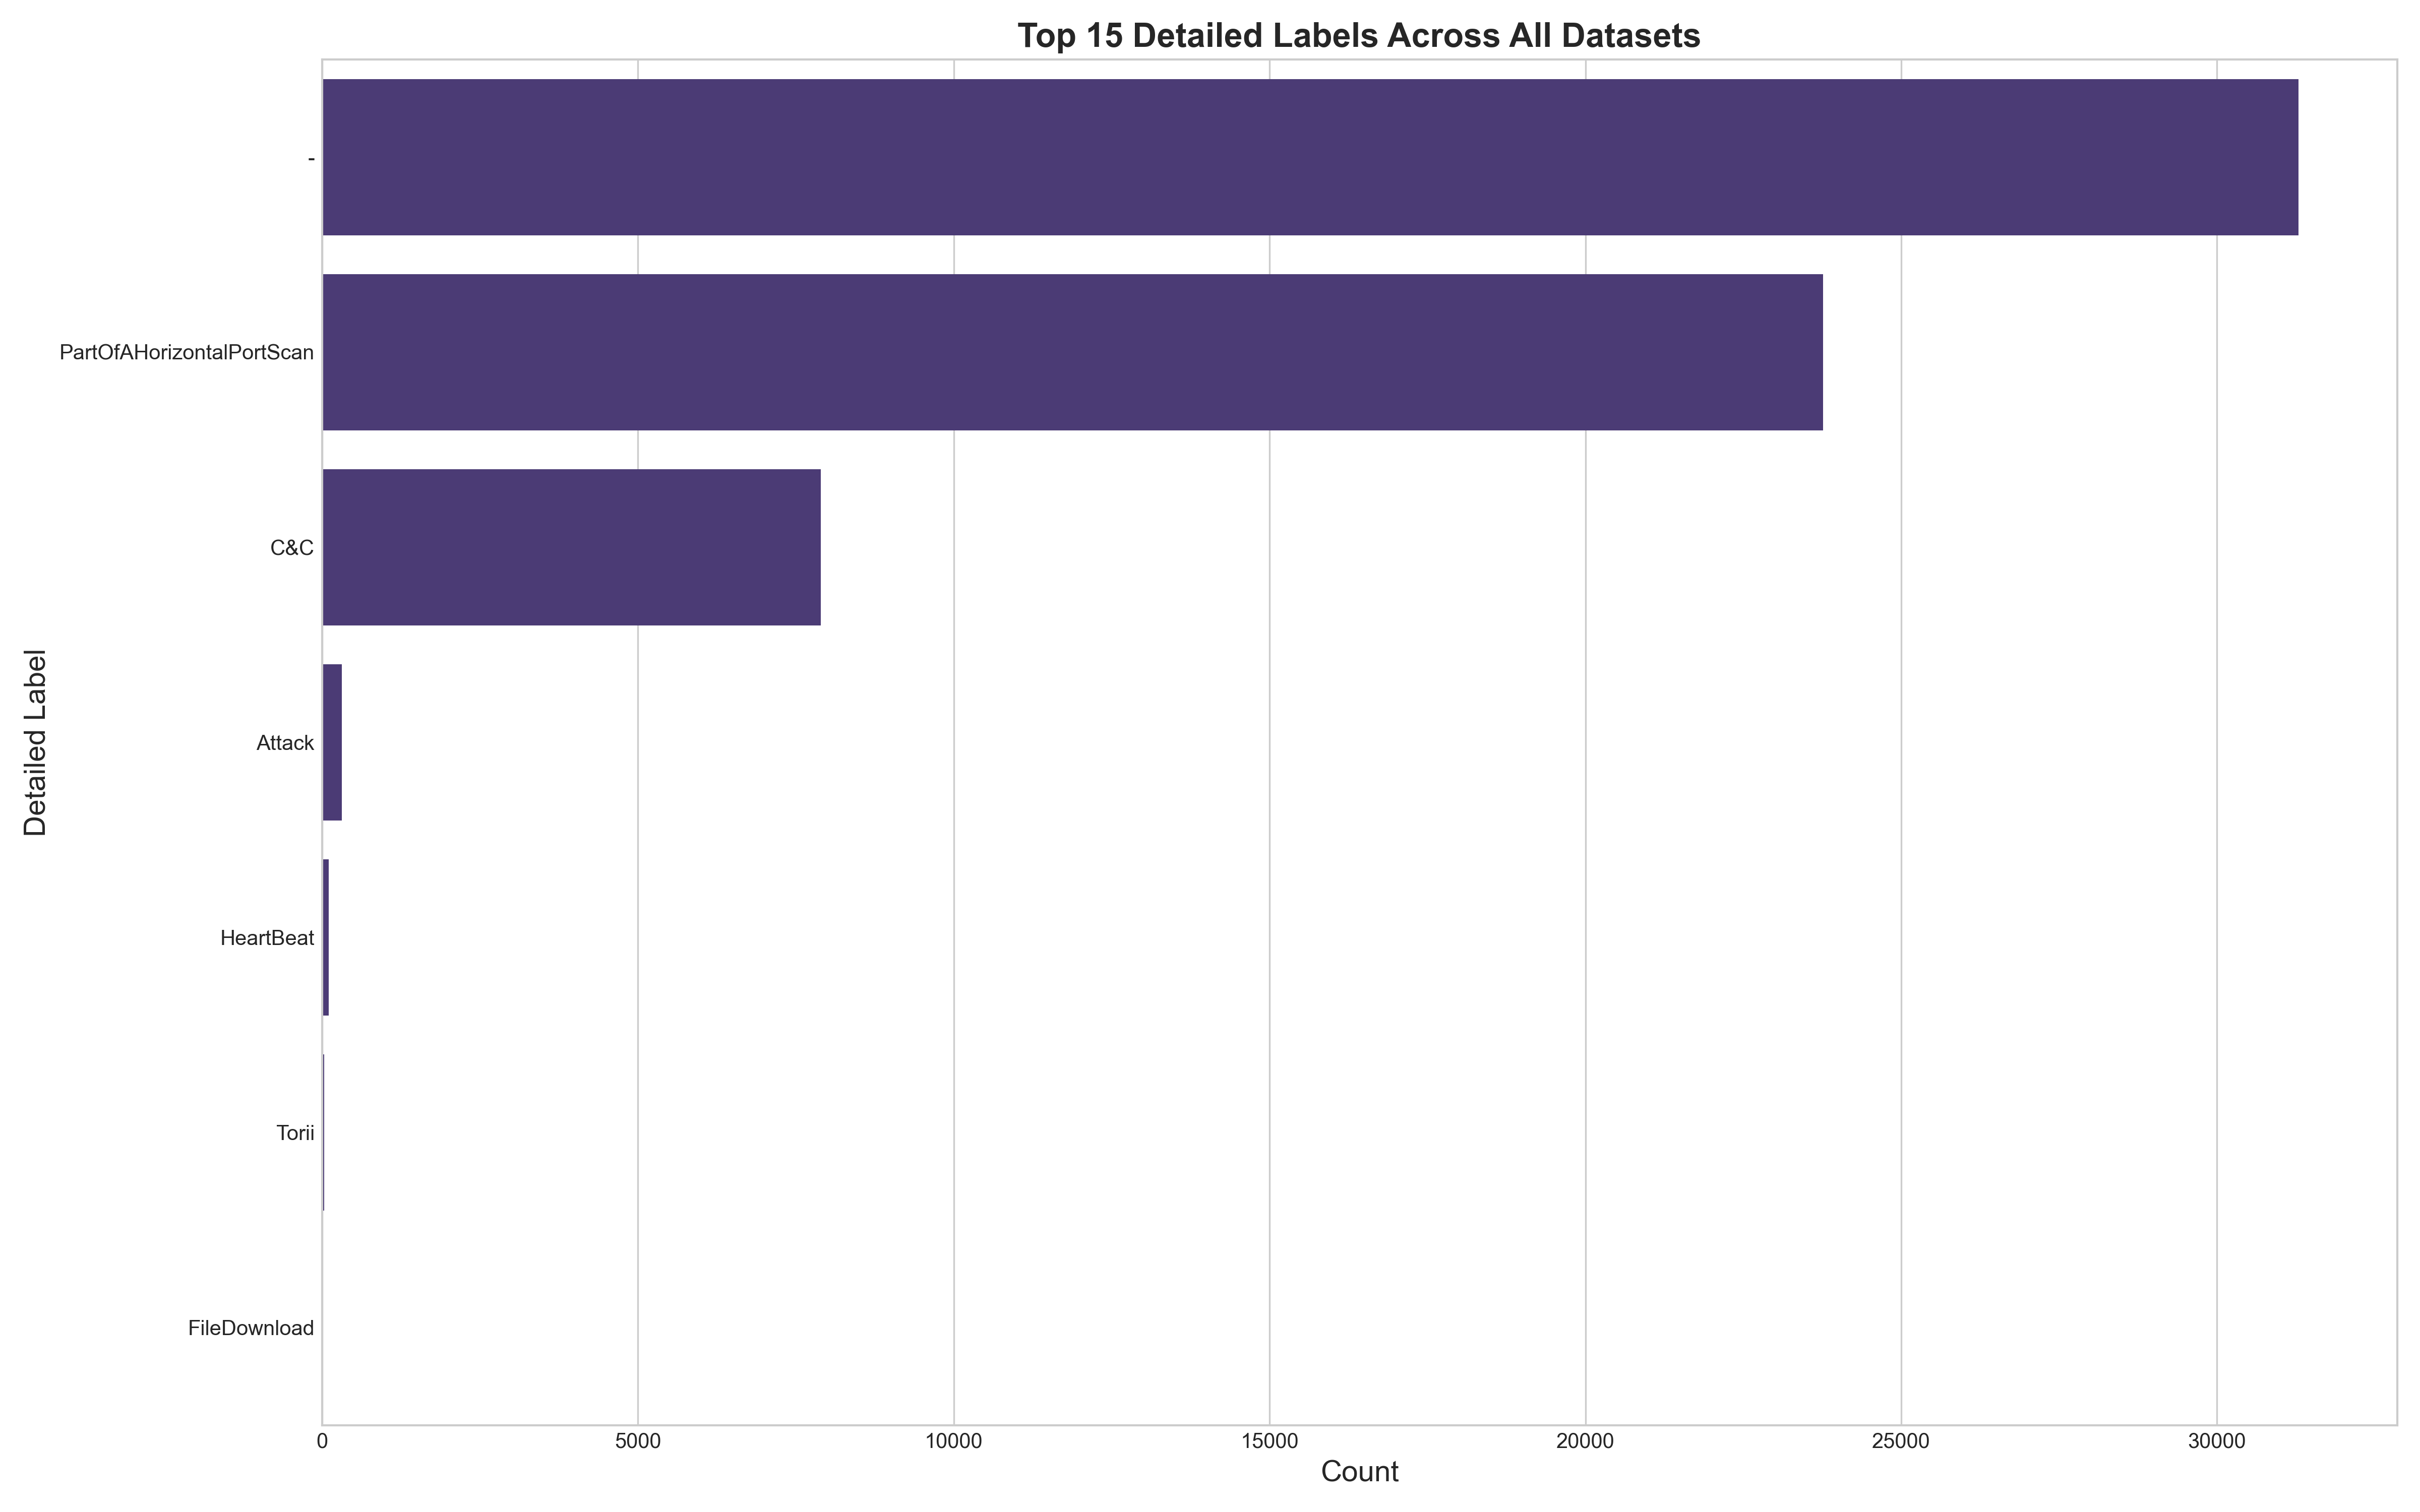 Top 15 Detailed Labels Across All Datasets
-
PartOfAHorizontalPortScan
C&C
Attack
HeartBeat
Torii
FileDownload
Detailed Label
0 5000 10000 15000 20000 25000 30000
Count